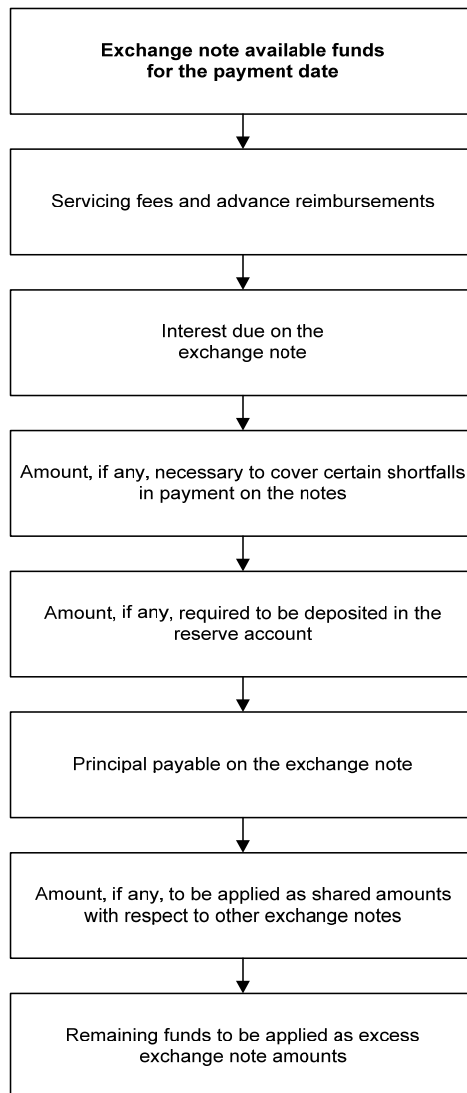 Exchange note available funds
for the payment date
Servicing fees and advance reimbursements
Interest due on the
exchange note
Amount, if any, necessary to cover certain shortfalls
in payment on the notes
Amount, if any, required to be deposited in the
reserve account
Principal payable on the exchange note
Amount, if any, to be applied as shared amounts
with respect to other exchange notes
Remaining funds to be applied as excess
exchange note amounts